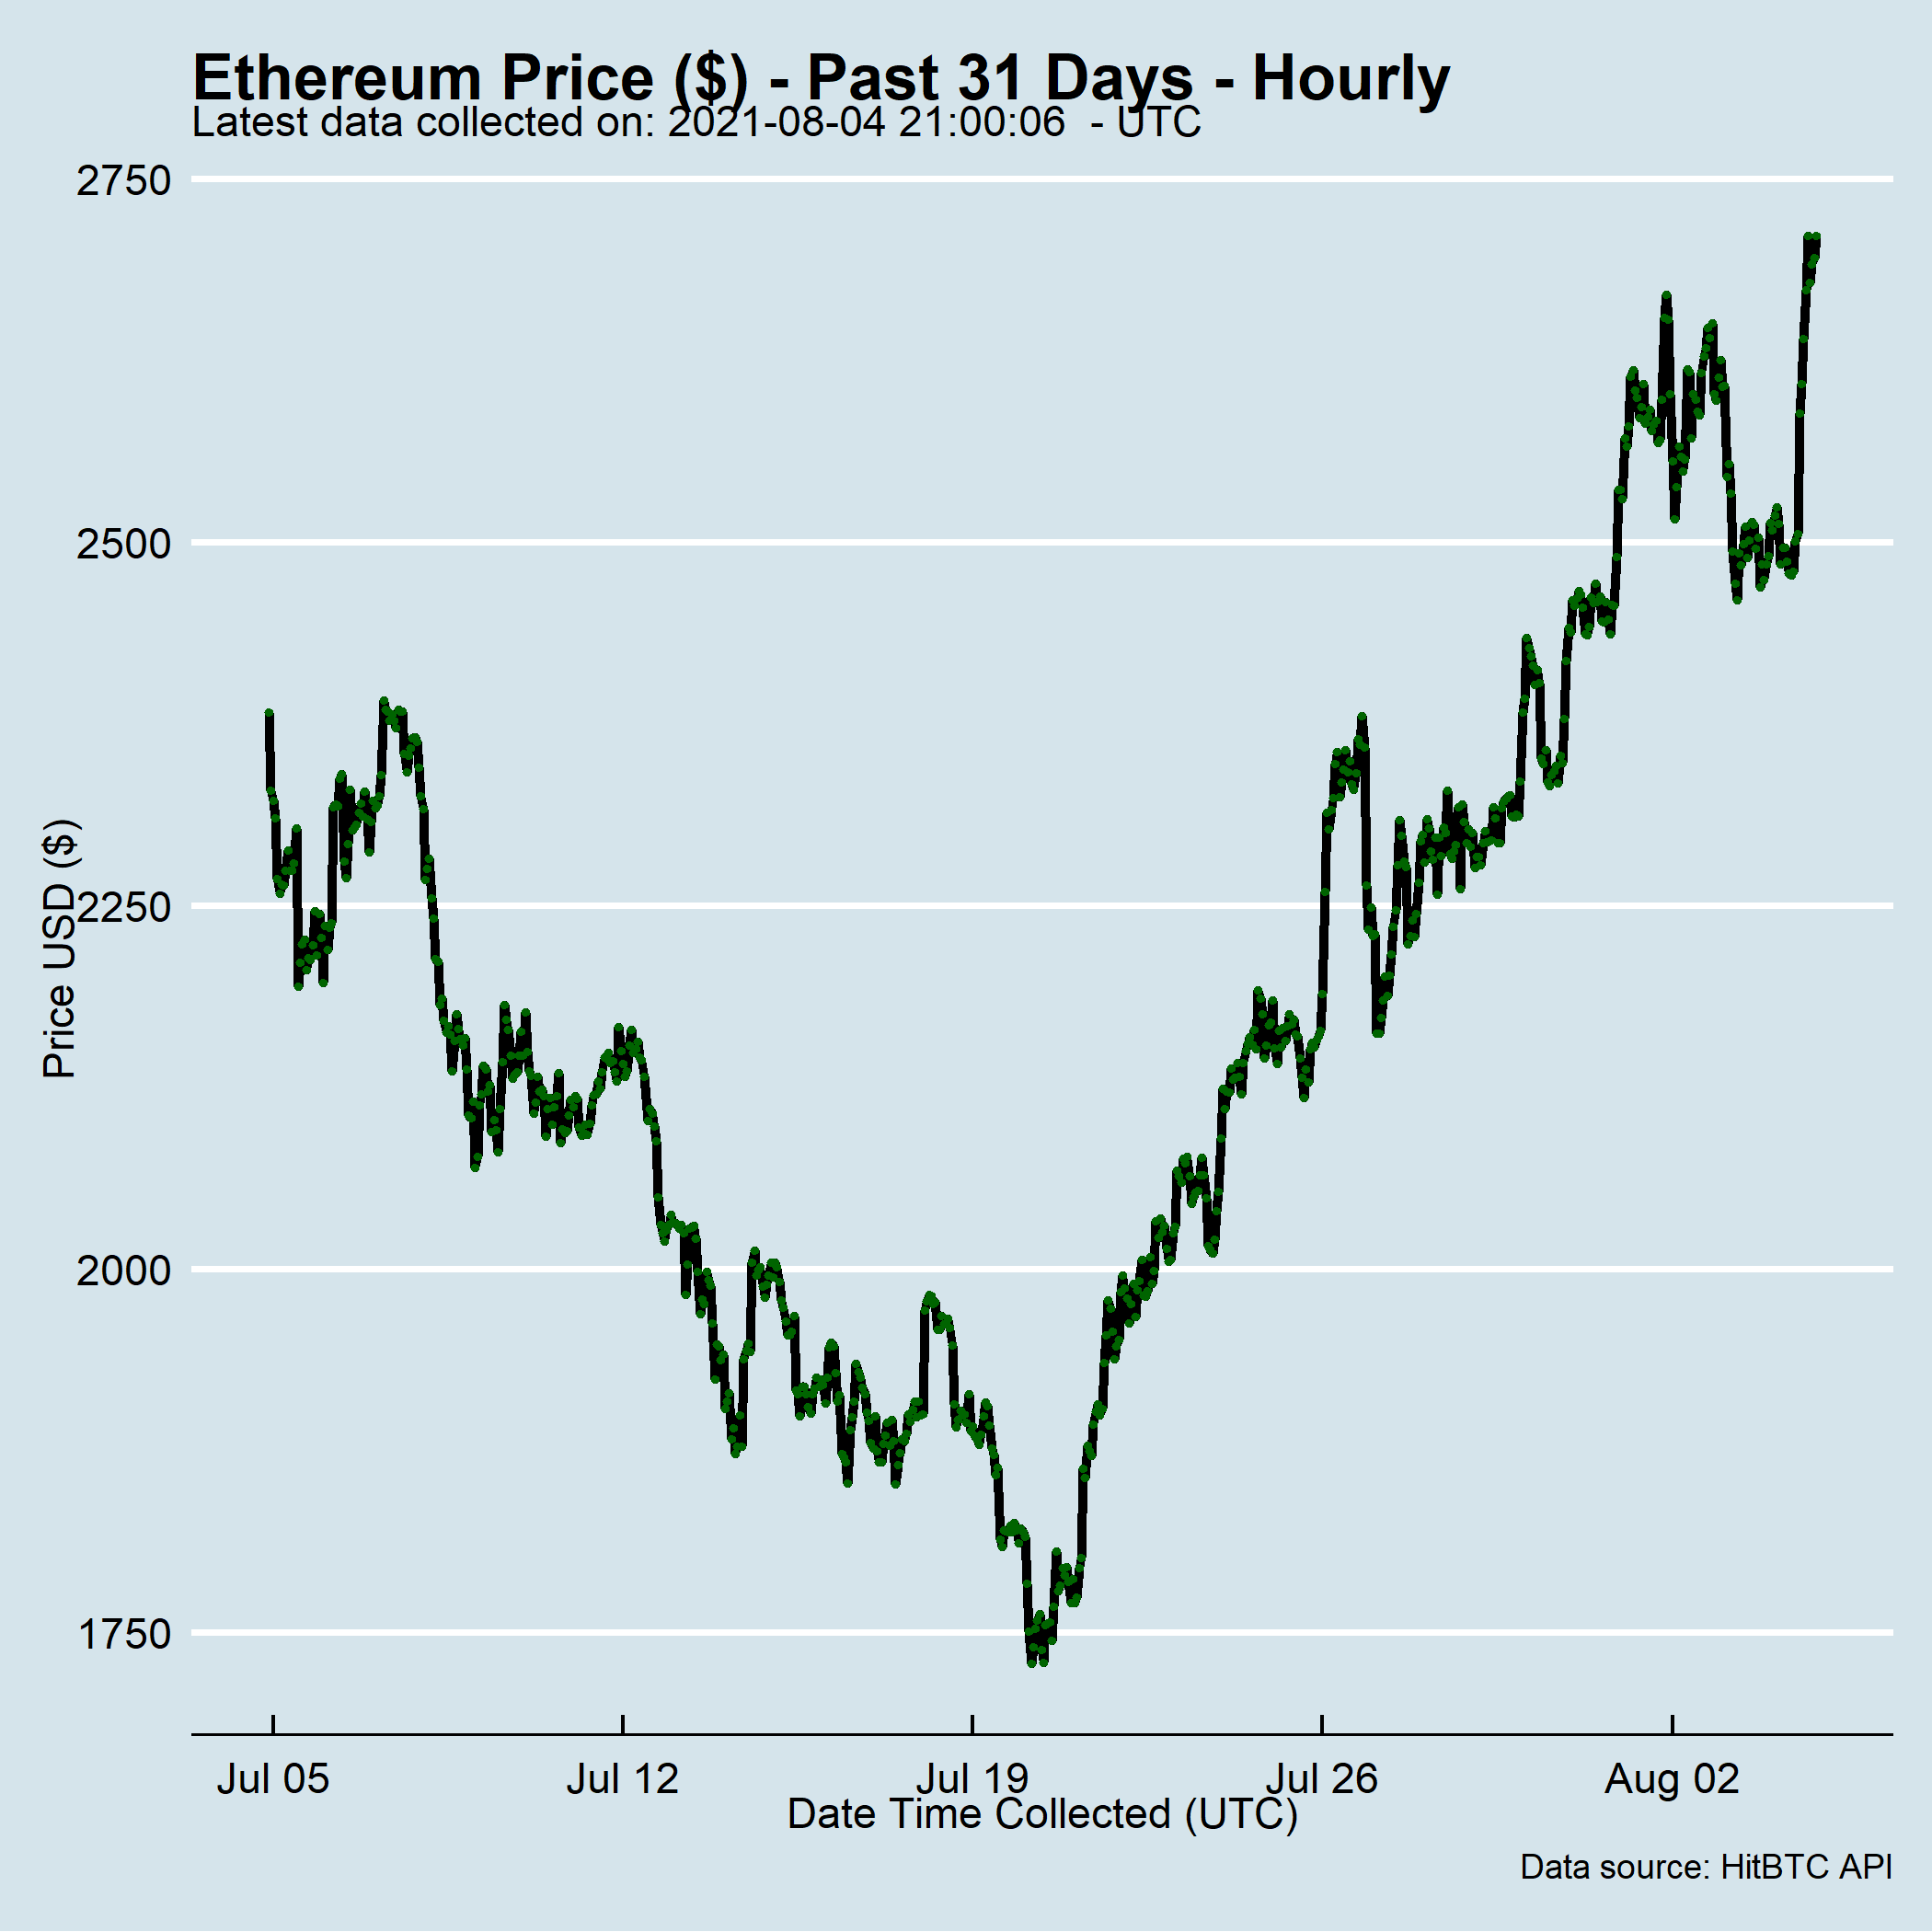 Ethereum Price ($) - Past 31 Days - Hourly
Latest data collected on: 2021-08-04 21:00:06  - UTC
2750
2500
2250
2000
1750
Price USD ($)
Jul 05
Jul 12
Jul 19
Jul 26
Aug 02
Date Time Collected (UTC)
Data source: HitBTC API